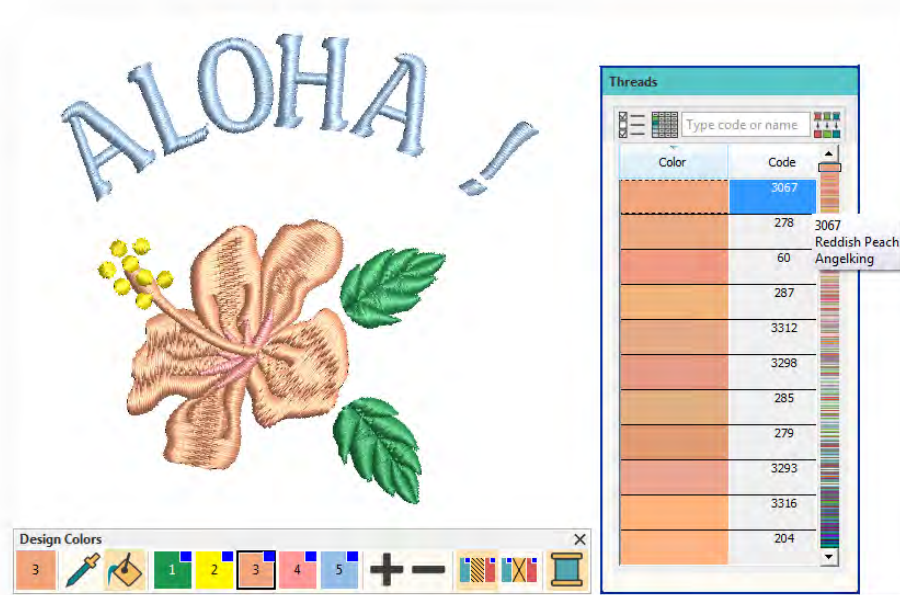 ALOHA !
Threads
Type code or name
Color Code
3067
278
60
287
3312
3298
285
279
3293
3316
204
3067
Reddish Peach
Angelking
Design Colors
3 1 2 3 4 5